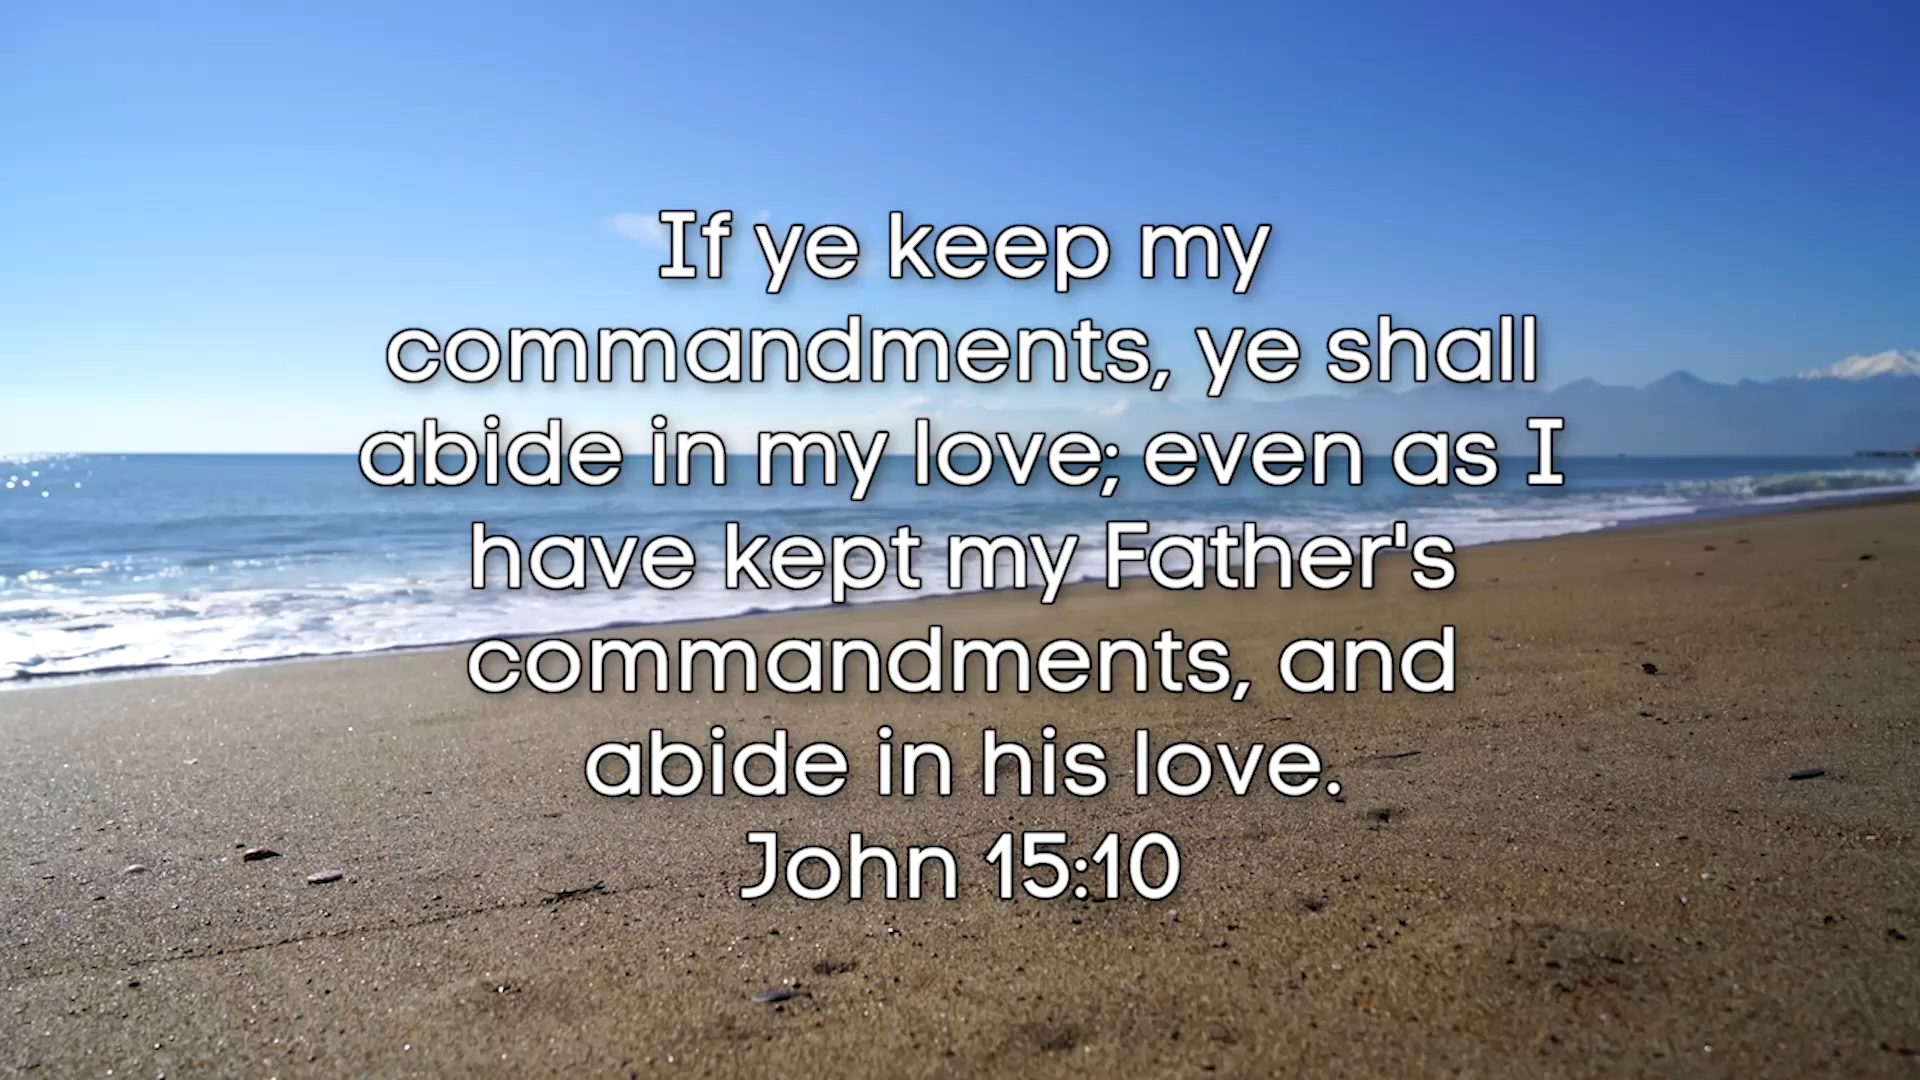 If ye keep my
commandments, ye shall
abide in my love; even as I
have kept my Father's
commandments, and
abide in his love.
John 15:10